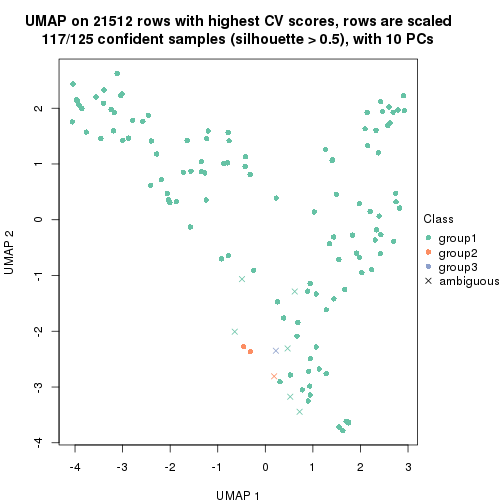 UMAP on 21512 rows with highest CV scores, rows are scaled
117/125 confident samples (silhouette > 0.5), with 10 PCs
UMAP 2
2
1
0
-1
-2
-3
-4
-4 -3 -2 -1 0 1 2 3
UMAP 1
Class
group1
group2
group3
ambiguous